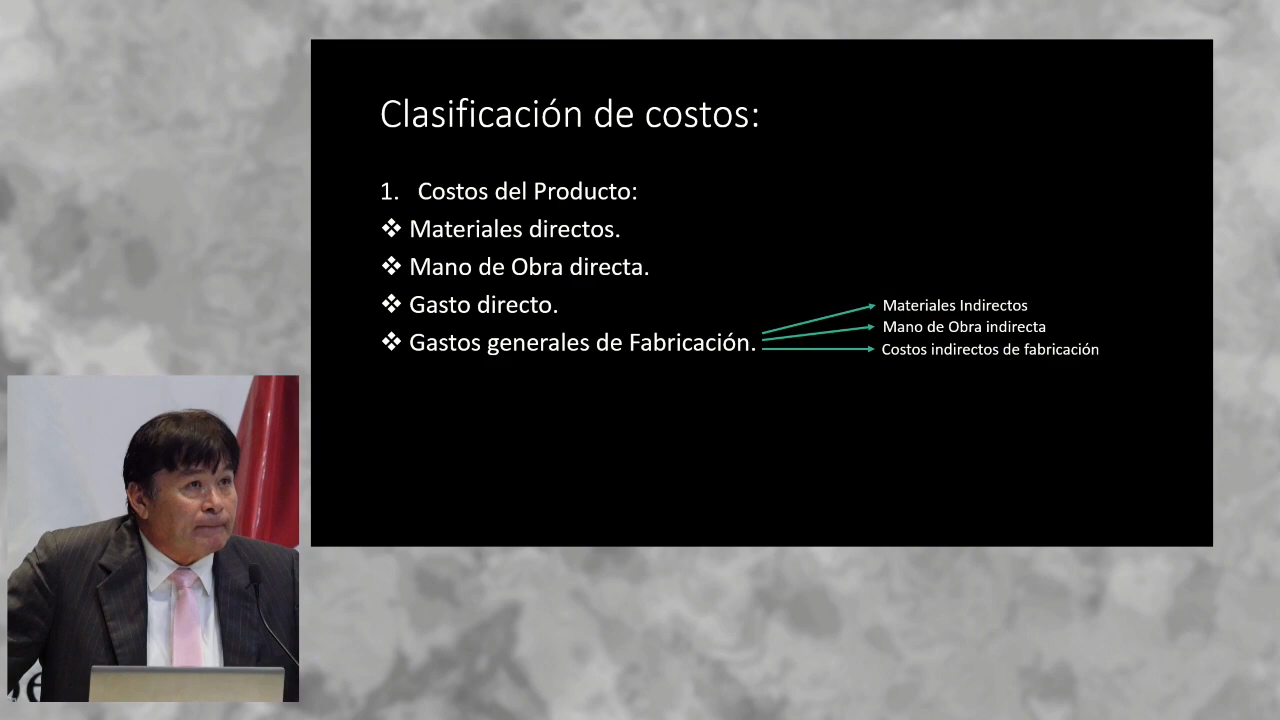 Clasificación de costos:
1. Costos del Producto:
❖ Materiales directos.
❖ Mano de Obra directa.
❖ Gasto directo.
❖ Gastos generales de Fabricación.
Materiales Indirectos
Mano de Obra indirecta
Costos indirectos de fabricación